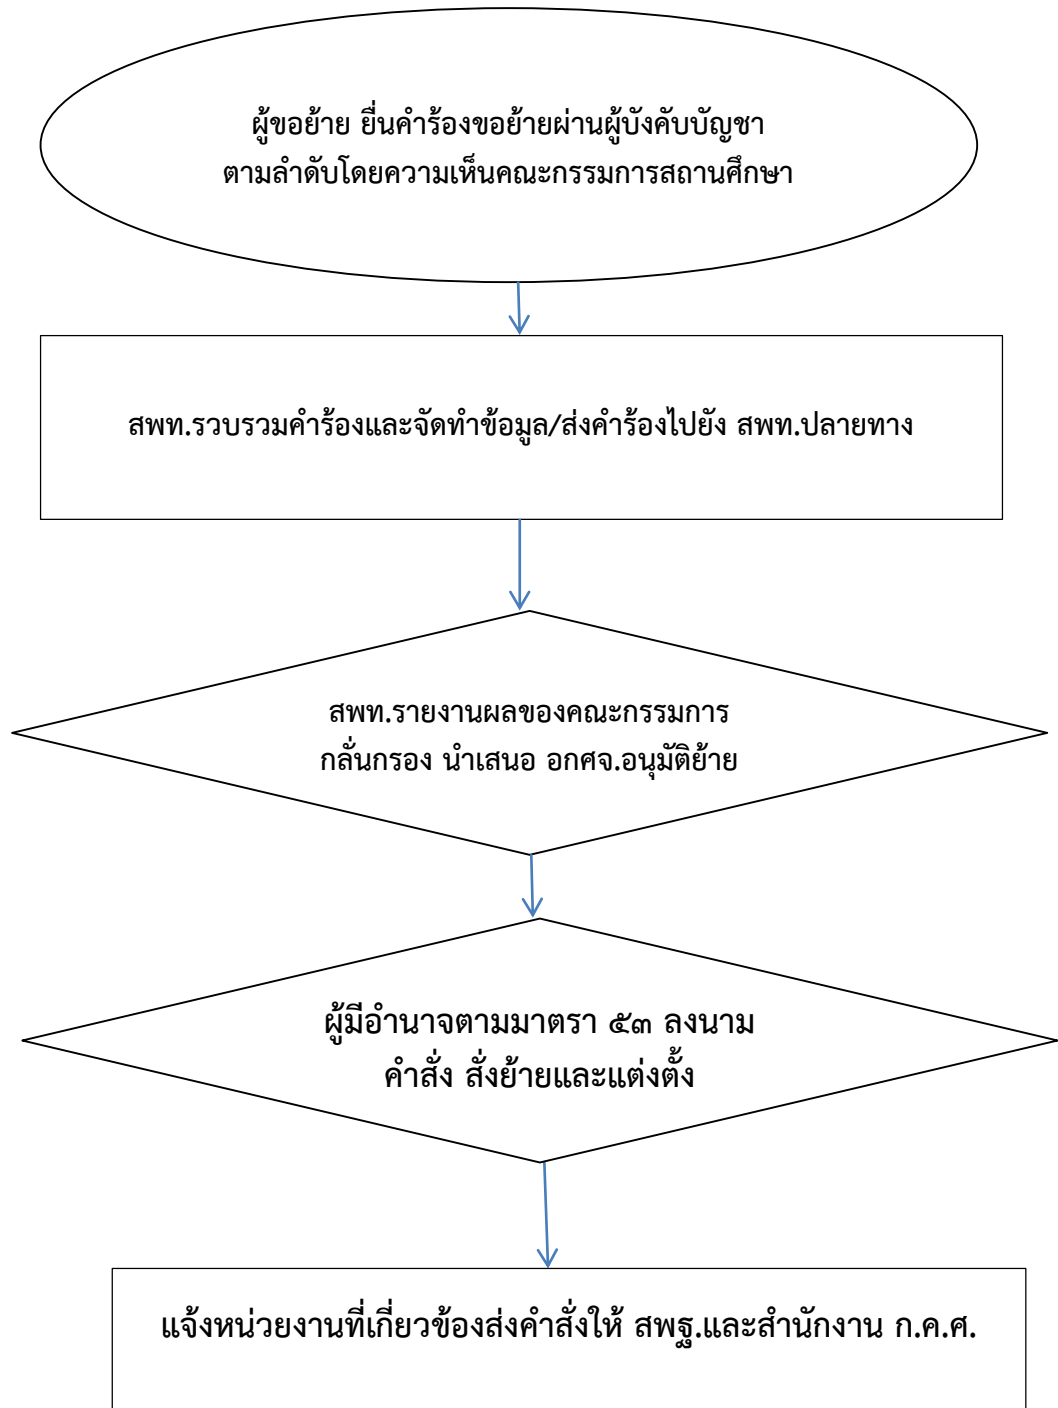 ผู้ขอย้าย ยื่นคำร้องขอย้ายผ่านผู้บังคับบัญชา
ตามลำดับโดยความเห็นคณะกรรมการสถานศึกษา
สพท.รวบรวมคำร้องและจัดทำข้อมูล/ส่งคำร้องไปยัง สพท.ปลายทาง
สพท.รายงานผลของคณะกรรมการ
กลั่นกรอง นำเสนอ อกศจ.อนุมัติย้าย
ผู้มีอำนาจตามมาตรา ๕๓ ลงนาม
คำสั่ง สั่งย้ายและแต่งตั้ง
แจ้งหน่วยงานที่เกี่ยวข้องส่งคำสั่งให้ สพฐ.และสำนักงาน ก.ค.ศ.